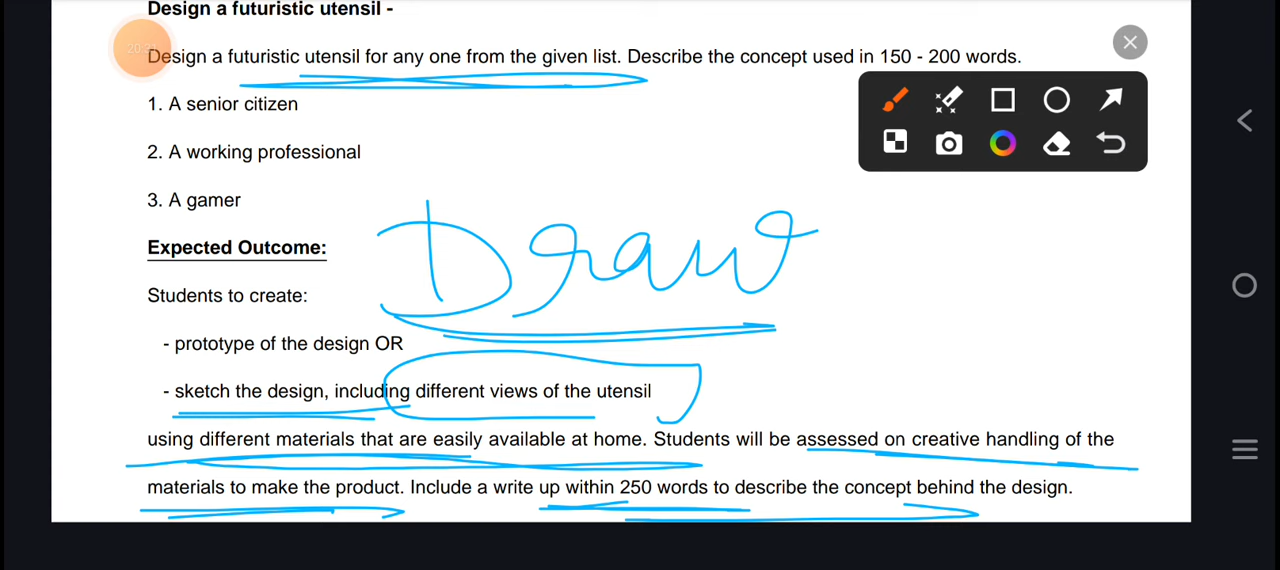 Design a futuristic utensil -
Design a futuristic utensil for any one from the given list. Describe the concept used in 150 - 200 words.
1. A senior citizen
2. A working professional
3. A gamer
Draw
Expected Outcome:
Students to create:
- prototype of the design OR
- sketch the design, including different views of the utensil
using different materials that are easily available at home. Students will be assessed on creative handling of the
materials to make the product. Include a write up within 250 words to describe the concept behind the design.